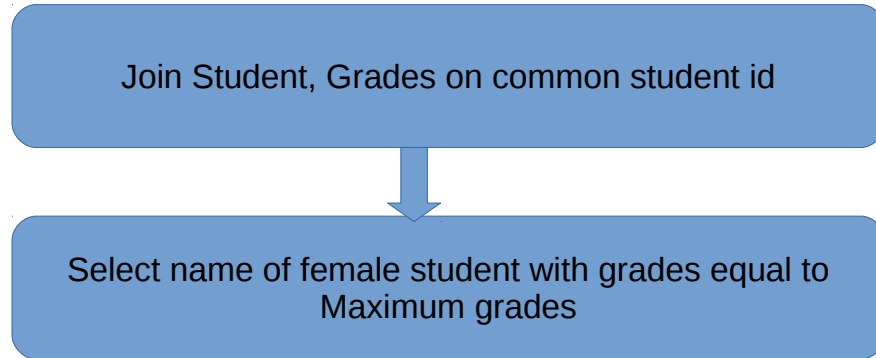 Join Student, Grades on common student id
Select name of female student with grades equal to
Maximum grades